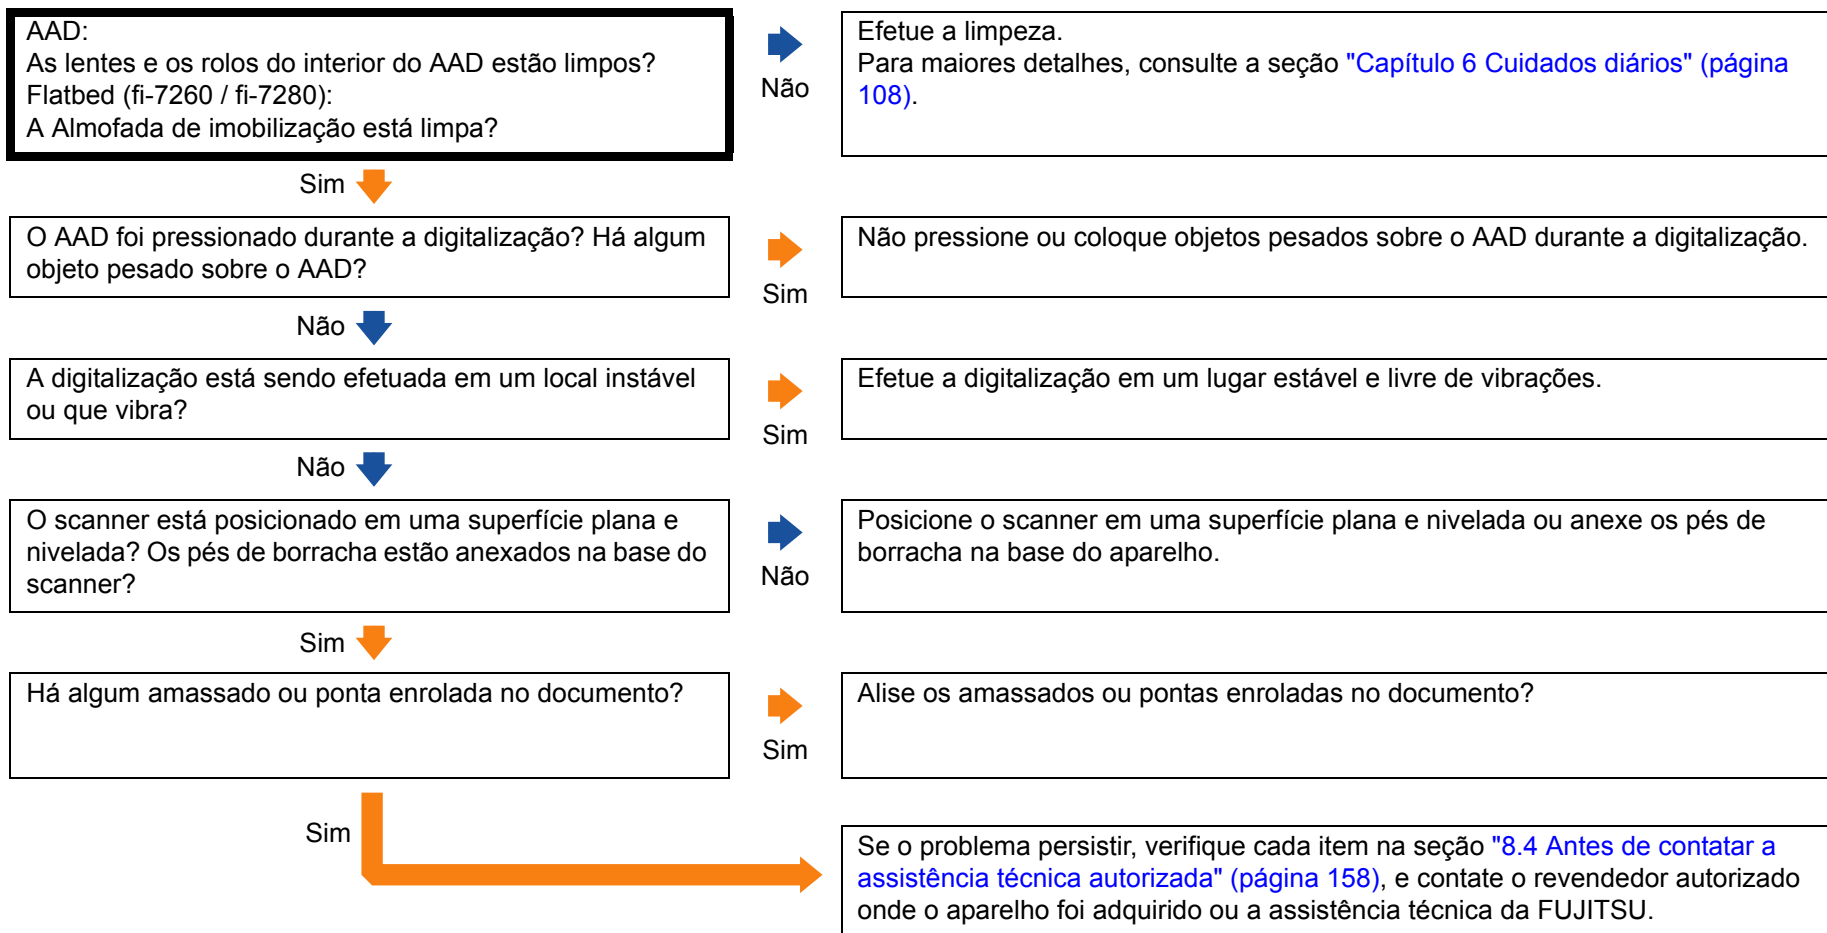 AAD:
As lentes e os rolos do interior do AAD estão limpos?
Flatbed (fi-7260 / fi-7280):
A Almofada de imobilização está limpa?
Não
Efetue a limpeza.
Para maiores detalhes, consulte a seção "Capítulo 6 Cuidados diários" (página
108).
Sim
O AAD foi pressionado durante a digitalização? Há algum
objeto pesado sobre o AAD?
Sim
Não pressione ou coloque objetos pesados sobre o AAD durante a digitalização.
Não
A digitalização está sendo efetuada em um local instável
ou que vibra?
Sim
Efetue a digitalização em um lugar estável e livre de vibrações.
Não
O scanner está posicionado em uma superfície plana e
nivelada? Os pés de borracha estão anexados na base do
scanner?
Não
Posicione o scanner em uma superfície plana e nivelada ou anexe os pés de
borracha na base do aparelho.
Sim
Há algum amassado ou ponta enrolada no documento?
Sim
Alise os amassados ou pontas enroladas no documento?
Sim
Se o problema persistir, verifique cada item na seção "8.4 Antes de contatar a
assistência técnica autorizada" (página 158), e contate o revendedor autorizado
onde o aparelho foi adquirido ou a assistência técnica da FUJITSU.